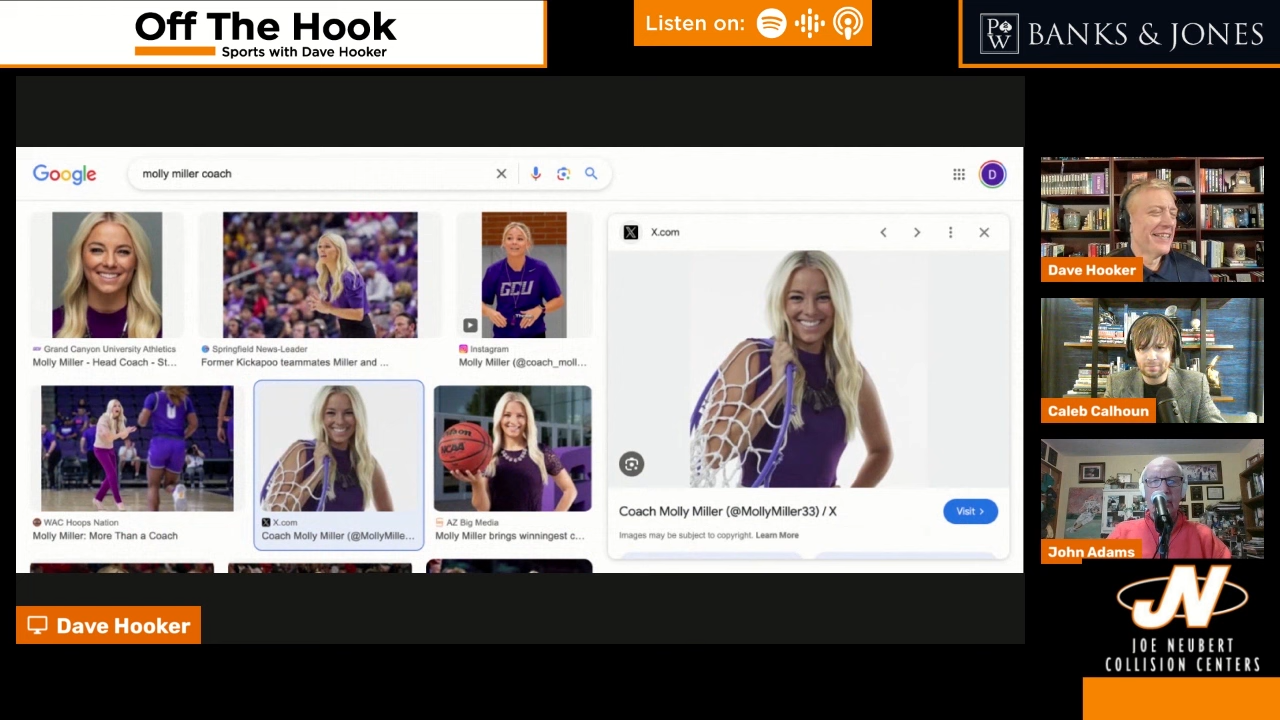 Off The Hook
Sports with Dave Hooker
Listen on:
PW
BANKS & JONES
Google
molly miller coach
D
X.com
GCU
Grand Canyon University Athletics
Molly Miller - Head Coach - St...
Springfield News-Leader
Former Kickapoo teammates Miller and ...
Instagram
Molly Miller (@coach_moll...
Wilson
NCAA
WAC Hoops Nation
Molly Miller: More Than a Coach
X.com
Coach Molly Miller (@MollyMille...
AZ Big Media
Molly Miller brings winningest c...
Coach Molly Miller (@MollyMiller33) / X
Visit
Images may be subject to copyright. Learn More
Dave Hooker
Caleb Calhoun
John Adams
Dave Hooker
JN
JOE NEUBERT
COLLISION CENTERS